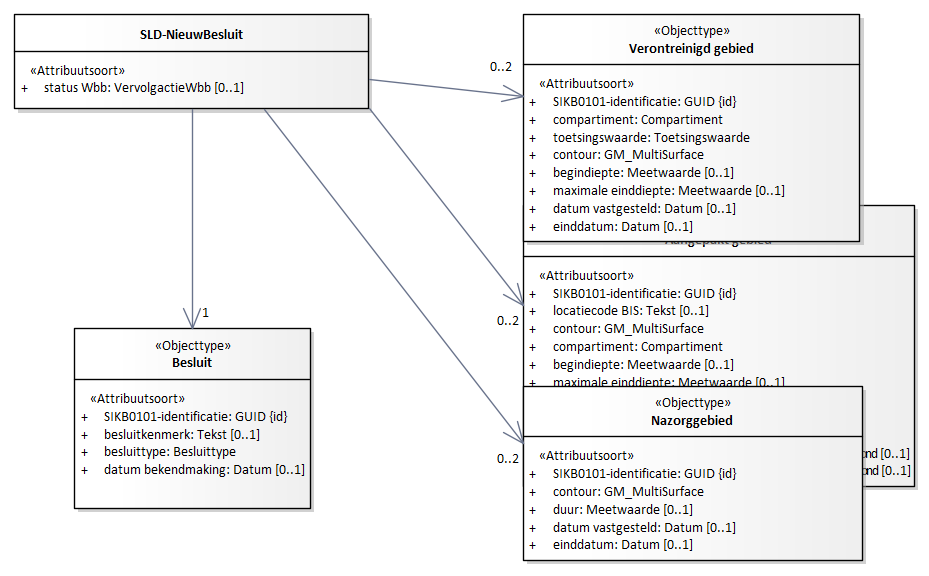 SLD-NieuwBesluit
«Attribuutsoort»
+ status Wbb: VervolgactieWbb [0..1]
0..2
«Objecttype»
Verontreinigd gebied
«Attribuutsoort»
+ SIKB0101-identificatie: GUID {id}
+ compartiment: Compartiment
+ toetsingswaarde: Toetsingswaarde
+ contour: GM_MultiSurface
+ begindiepte: Meetwaarde [0..1]
+ maximale einddiepte: Meetwaarde [0..1]
+ datum vastgesteld: Datum [0..1]
+ einddatum: Datum [0..1]
Aangepakt gebied
«Attribuutsoort»
+ SIKB0101-identificatie: GUID {id}
+ locatiecode BIS: Tekst [0..1]
+ contour: GM_MultiSurface
+ compartiment: Compartiment
+ begindiepte: Meetwaarde [0..1]
+ maximale einddiepte: Meetwaarde [0..1]
[0..1]
[0..1]
0..2
1
«Objecttype»
Besluit
«Attribuutsoort»
+ SIKB0101-identificatie: GUID {id}
+ besluitkenmerk: Tekst [0..1]
+ besluittype: Besluittype
+ datum bekendmaking: Datum [0..1]
0..2
«Objecttype»
Nazorggebied
«Attribuutsoort»
+ SIKB0101-identificatie: GUID {id}
+ contour: GM_MultiSurface
+ duur: Meetwaarde [0..1]
+ datum vastgesteld: Datum [0..1]
+ einddatum: Datum [0..1]